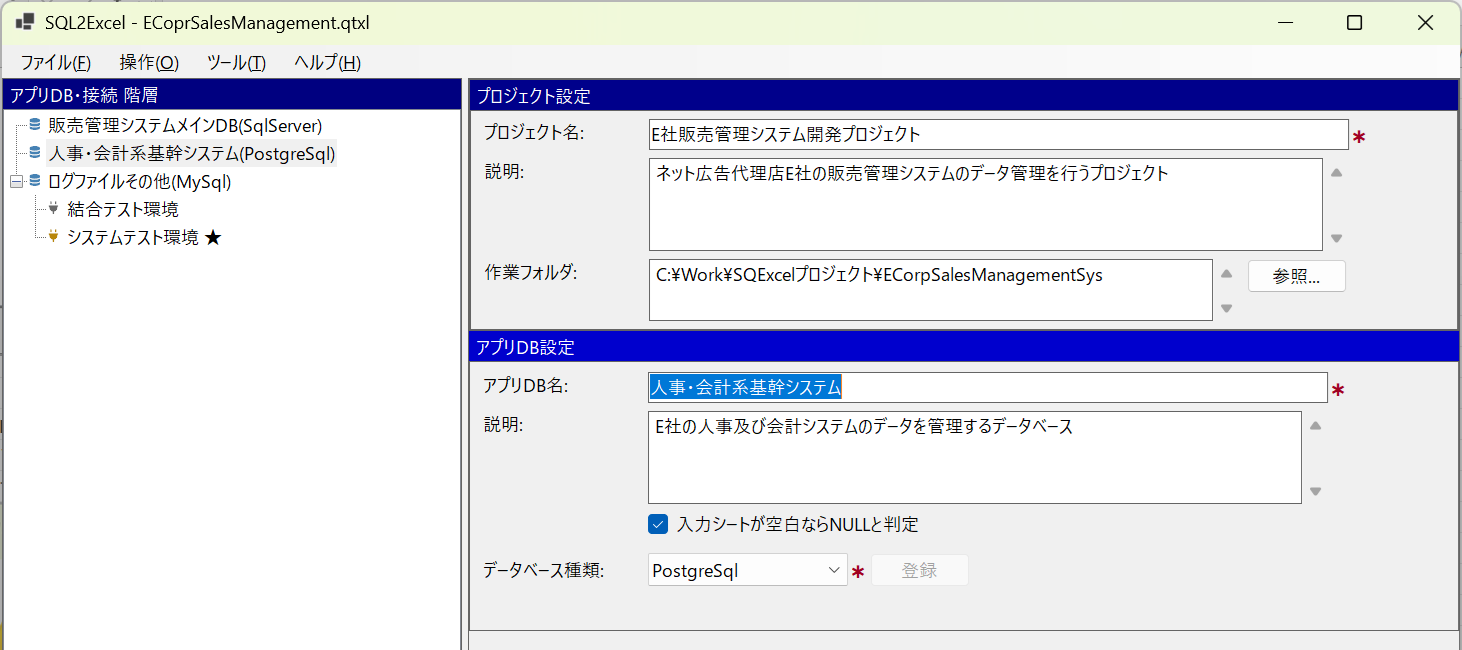 SQL2Excel - ECoprSalesManagement.qtxl
ファイル(F) 操作(O) ツール(T) ヘルプ(H)
アプリDB・接続 階層
販売管理システムメインDB(SqlServer)
人事・会計系基幹システム(PostgreSql)
ログファイルその他(MySql)
結合テスト環境
システムテスト環境 ★
プロジェクト設定
プロジェクト名: E社販売管理システム開発プロジェクト *
説明: ネット広告代理店E社の販売管理システムのデータ管理を行うプロジェクト
作業フォルダ: C:¥Work¥SQExcelプロジェクト¥ECorpSalesManagementSys 参照...
アプリDB設定
アプリDB名: 人事・会計系基幹システム *
説明: E社の人事及び会計システムのデータを管理するデータベース
入力シートが空白ならNULLと判定
データベース種類: PostgreSql * 登録